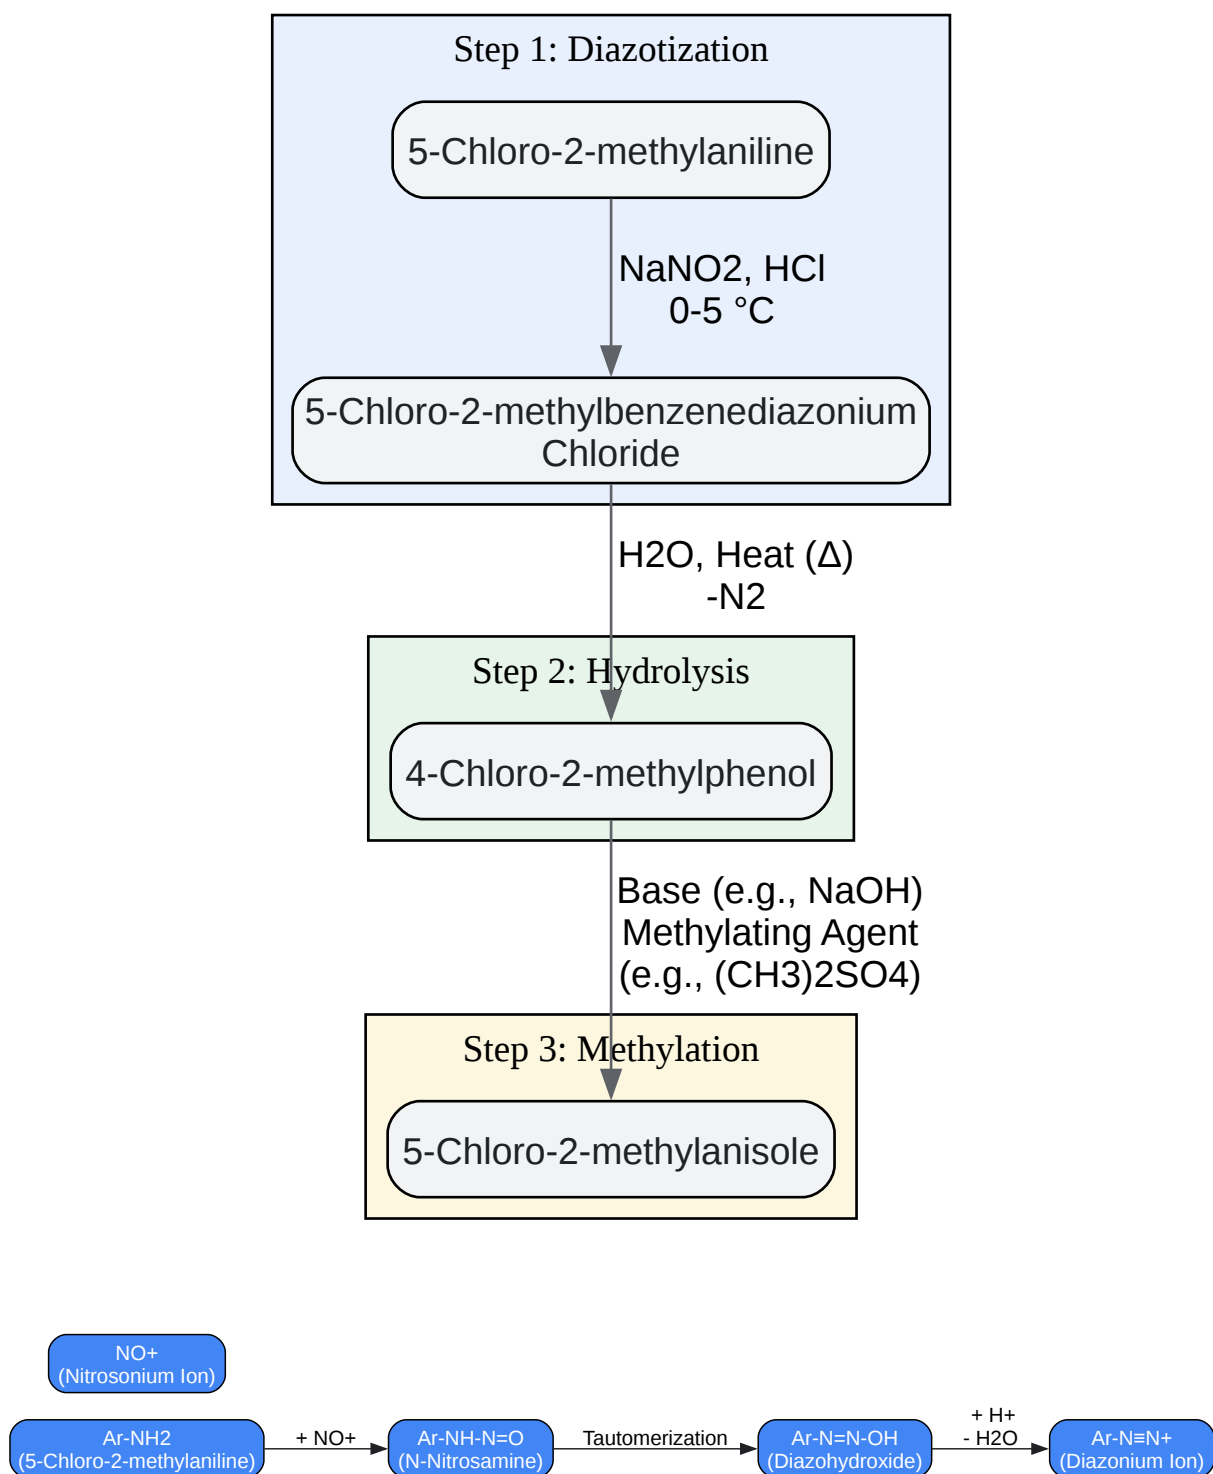 Step 1: Diazotization
5-Chloro-2-methylaniline
NaNO2, HCl
0-5 °C
5-Chloro-2-methylbenzenediazonium
Chloride
H2O, Heat (Δ)
-N2
Step 2: Hydrolysis
4-Chloro-2-methylphenol
Base (e.g., NaOH)
Methylating Agent
(e.g., (CH3)2SO4)
Step 3: Methylation
5-Chloro-2-methylanisole
NO+
(Nitrosonium Ion)
Ar-NH2
(5-Chloro-2-methylaniline)
+ NO+
Ar-NH-N=O
(N-Nitrosamine)
Tautomerization
Ar-N=N-OH
(Diazohydroxide)
+ H+
- H2O
Ar-N≡N+
(Diazonium Ion)